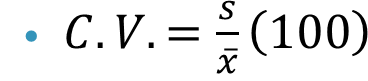 • C.V. = s/x̄ (100)